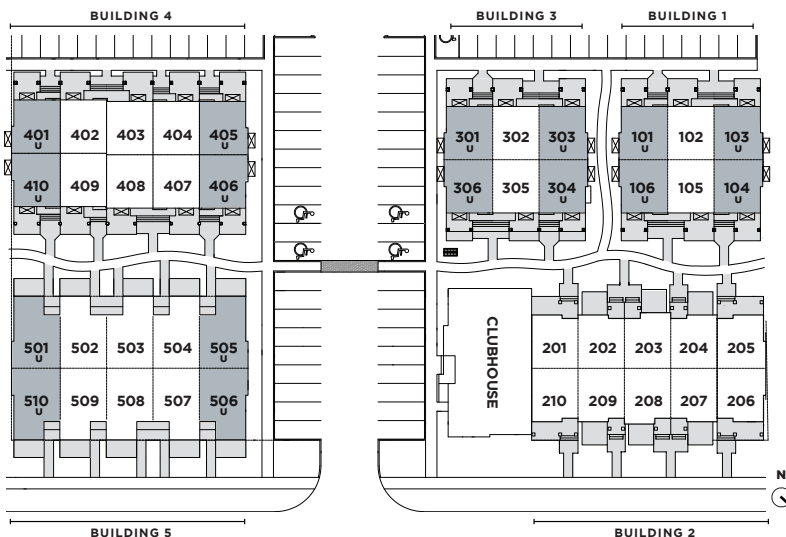 BUILDING 4
BUILDING 3
BUILDING 1
401 402 403 404 405
U U
410 409 408 407 406
U U
301 302 303
U U
306 305 304
U U
101 102 103
U U
106 105 104
U U
501 502 503 504 505
U U
510 509 508 507 506
U U
CLUBHOUSE
201 202 203 204 205
210 209 208 207 206
N
BUILDING 5
BUILDING 2